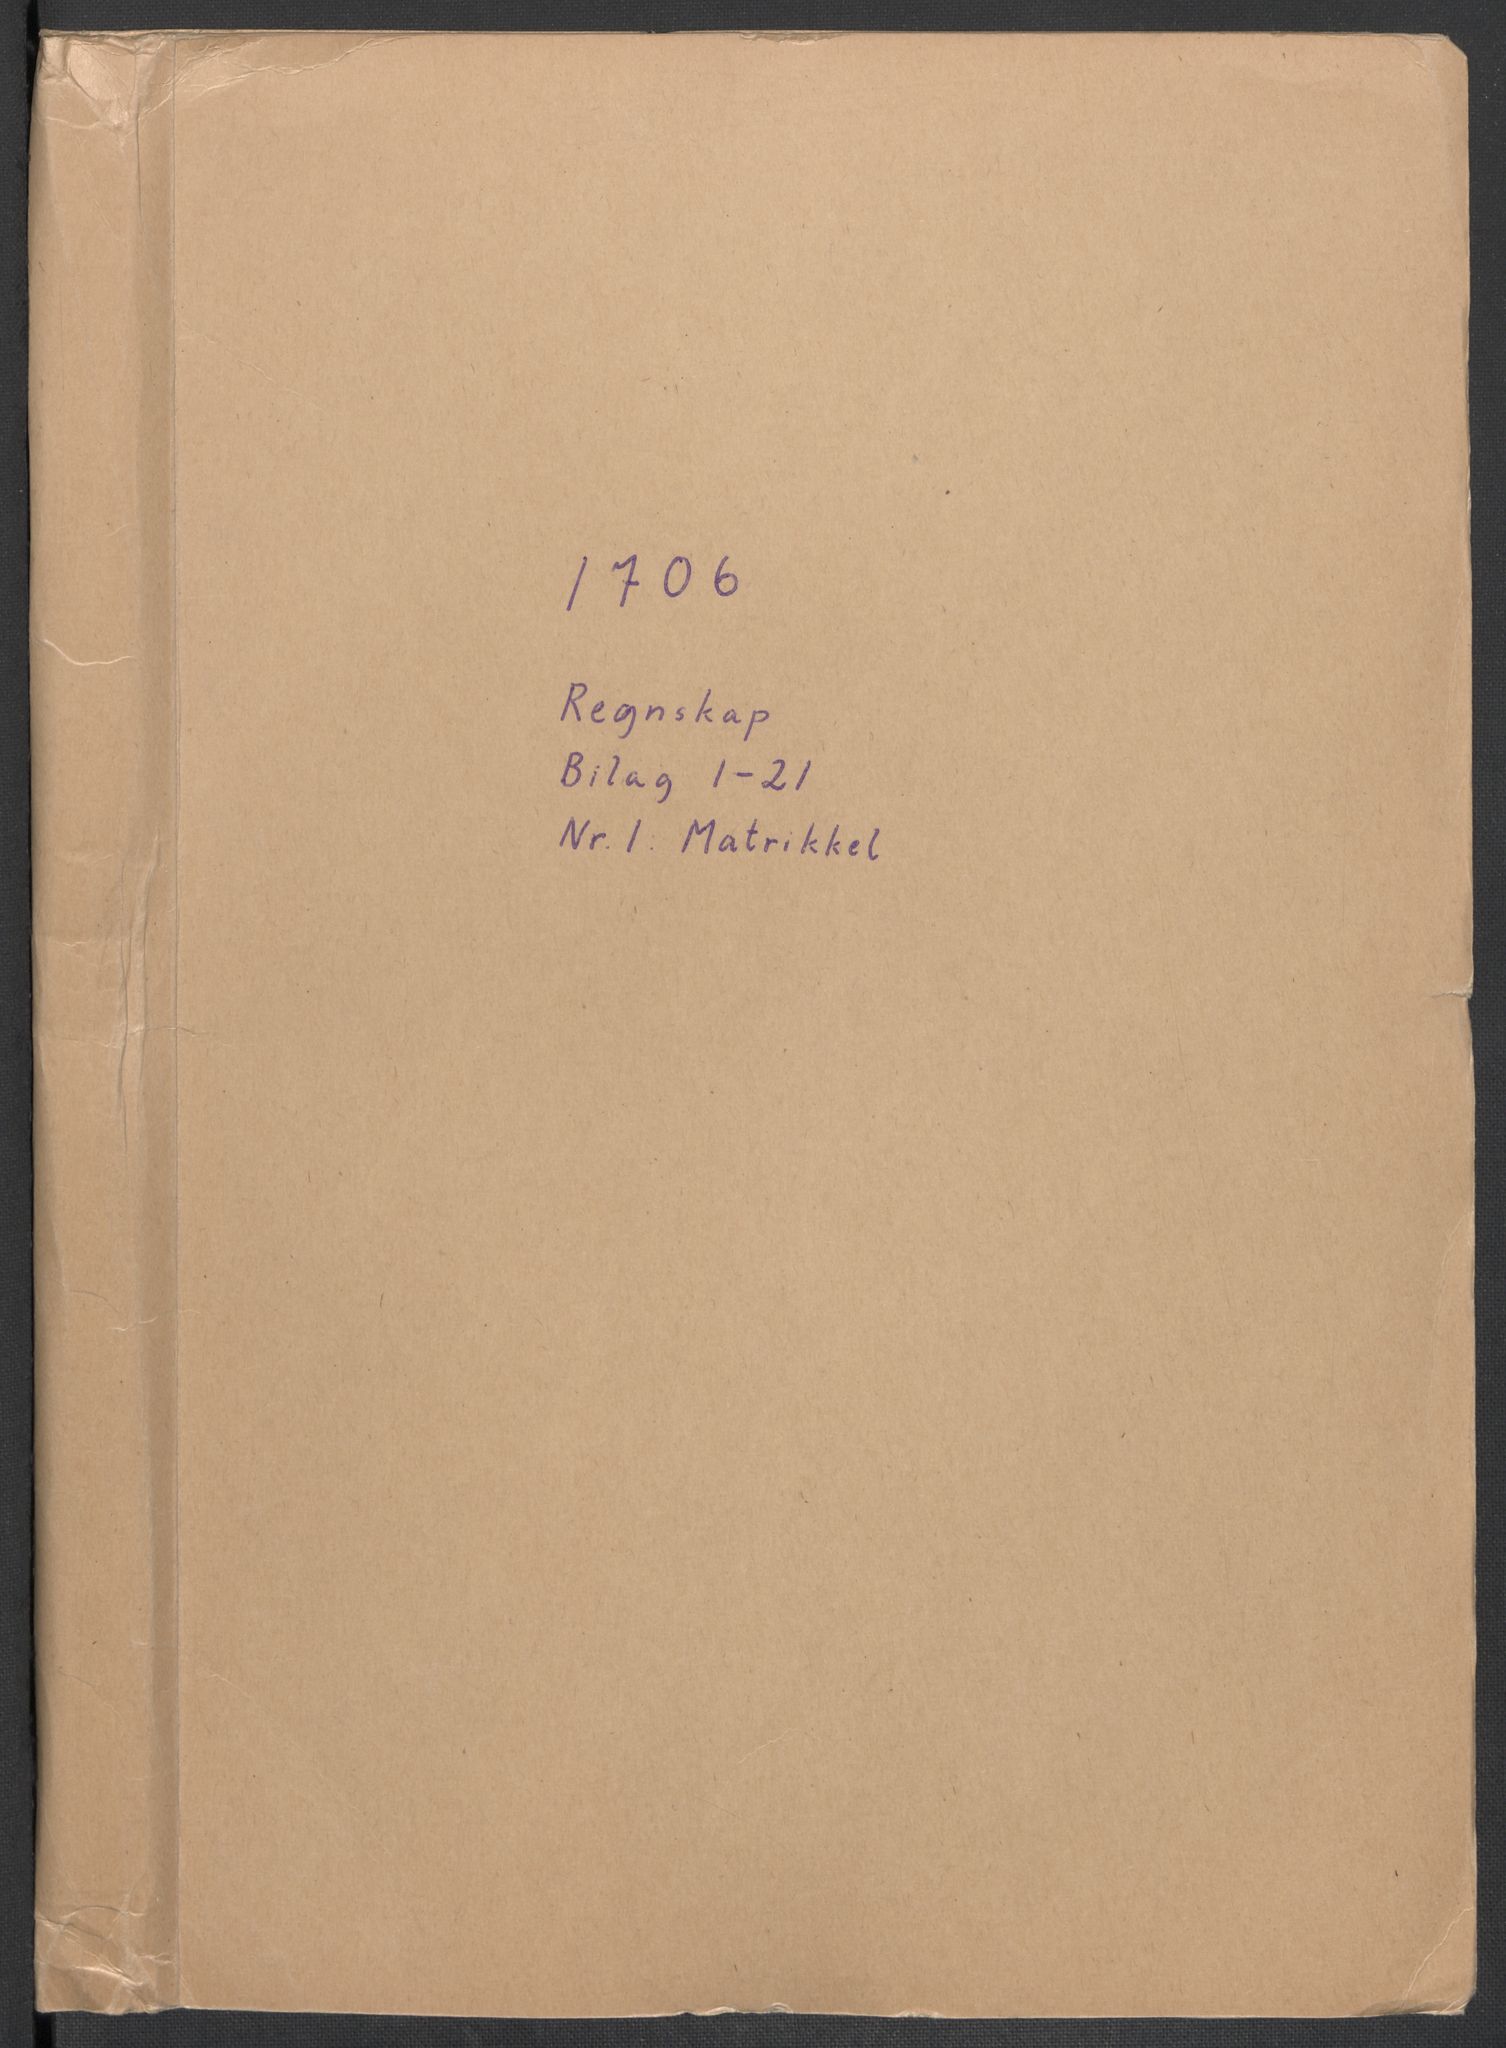 1706
Regnskap
Bilag 1-21
Nr. 1. Matrikkel